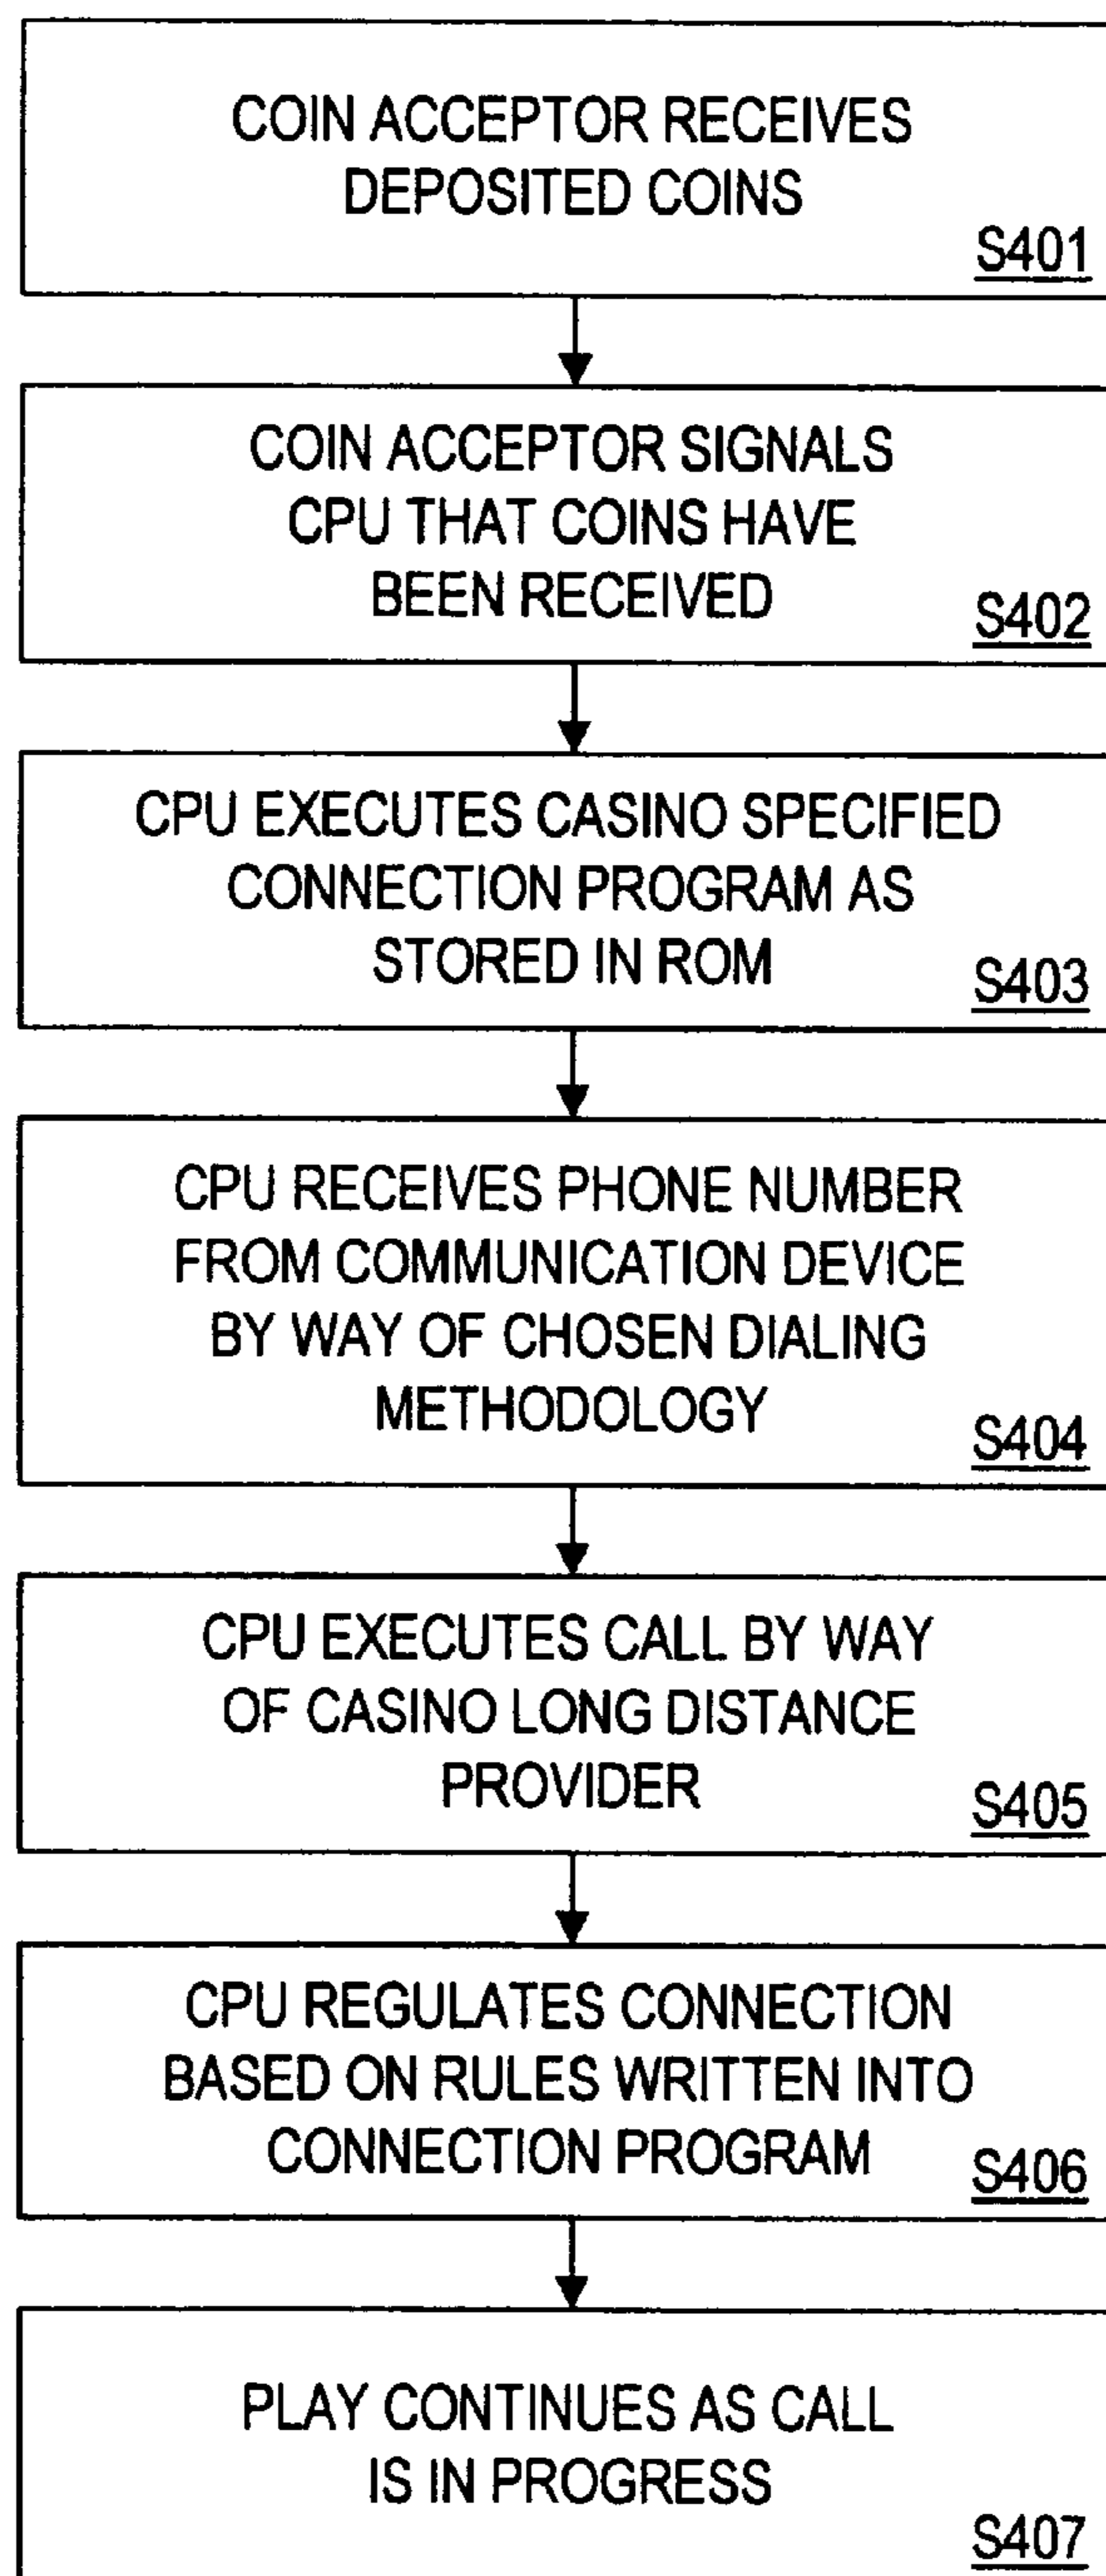 COIN ACCEPTOR RECEIVES
DEPOSITED COINS
S401
COIN ACCEPTOR SIGNALS
CPU THAT COINS HAVE
BEEN RECEIVED
S402
CPU EXECUTES CASINO SPECIFIED
CONNECTION PROGRAM AS
STORED IN ROM
S403
CPU RECEIVES PHONE NUMBER
FROM COMMUNICATION DEVICE
BY WAY OF CHOSEN DIALING
METHODOLOGY
S404
CPU EXECUTES CALL BY WAY
OF CASINO LONG DISTANCE
PROVIDER
S405
CPU REGULATES CONNECTION
BASED ON RULES WRITTEN INTO
CONNECTION PROGRAM
S406
PLAY CONTINUES AS CALL
IS IN PROGRESS
S407